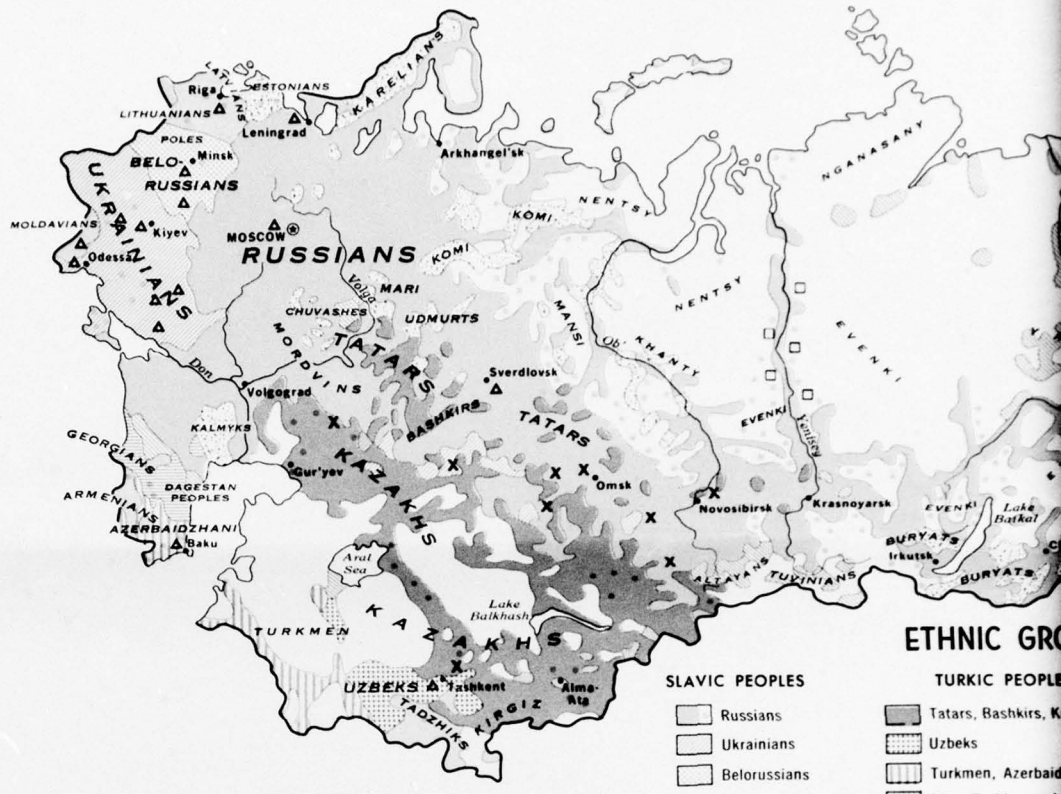 KARELIANS
LATVIANS
ESTONIANS
Riga
LITHUANIANS
Leningrad
POLES
Arkhangel'sk
NGANASANY
BELO-
Minsk
RUSSIANS
UKRAINIANS
MOLDAVIANS
Kiyev
NENTSY
KOMI
MOSCOW
Odessa
RUSSIANS
KOMI
Volga
MARI
NENTSY
CHUVASHES
UDMURTS
MANSI
EVENKI
Ob'
KHANTY
MORDVINS
TATARS
Don
Sverdlovsk
Volgograd
BASHKIRS
TATARS
EVENKI
Yenisey
KALMYKS
GEORGIANS
Gur'yev
KAZAKHS
DAGESTAN
PEOPLES
ARMENIANS
Omsk
Novosibirsk
Krasnoyarsk
EVENKI
Lake
Baikal
AZERBAIDZHANI
Baku
BURYATS
Irkutsk
Aral
Sea
ALTAYANS
TUVINIANS
BURYATS
KAZAKHS
Lake
Balkhash
TURKMEN
UZBEKS
Tashkent
Alma-
Ata
TADZHIKS
KIRGIZ
ETHNIC GRO
SLAVIC PEOPLES
Russians
Ukrainians
Belorussians
TURKIC PEOPLE
Tatars, Bashkirs, K
Uzbeks
Turkmen, Azerbaid